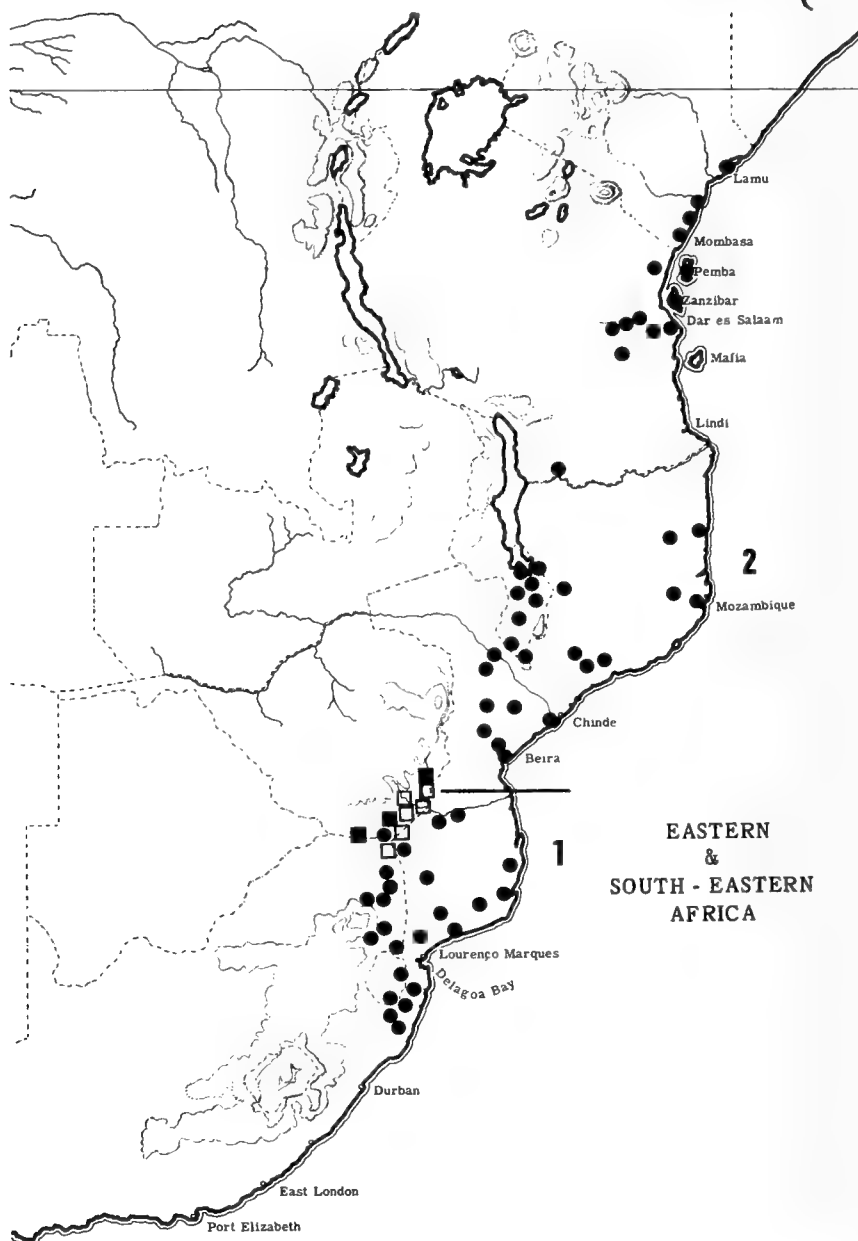 Lamu
Mombasa
Pemba
Zanzibar
Dar es Salaam
Mafia
Lindi
2
Mozambique
Chinde
Beira
1
EASTERN
&
SOUTH - EASTERN
AFRICA
Lourenço Marques
Delagoa Bay
Durban
East London
Port Elizabeth